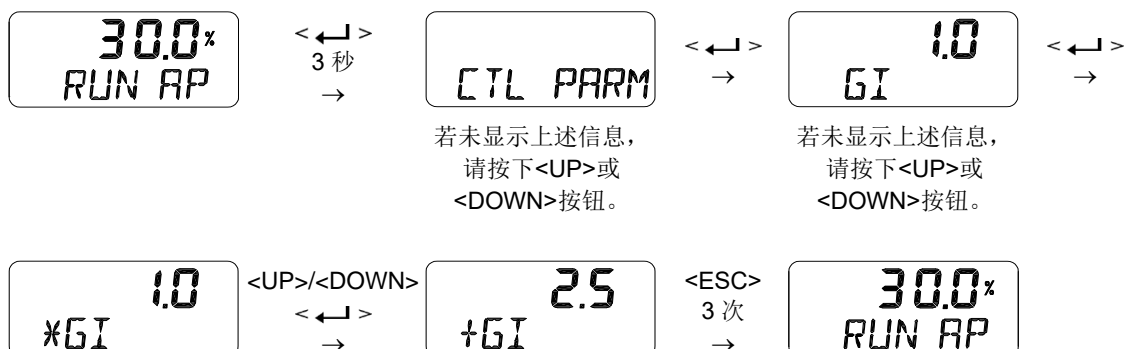 30.0%
RUN AP
<↵>
3 秒
→
CTL PARM
若未显示上述信息，
请按下<UP>或
<DOWN>按钮。
<↵>
→
1.0
GI
若未显示上述信息，
请按下<UP>或
<DOWN>按钮。
<↵>
→
1.0
*GI
<UP>/<DOWN>
<↵>
→
2.5
+GI
<ESC>
3 次
→
30.0%
RUN AP